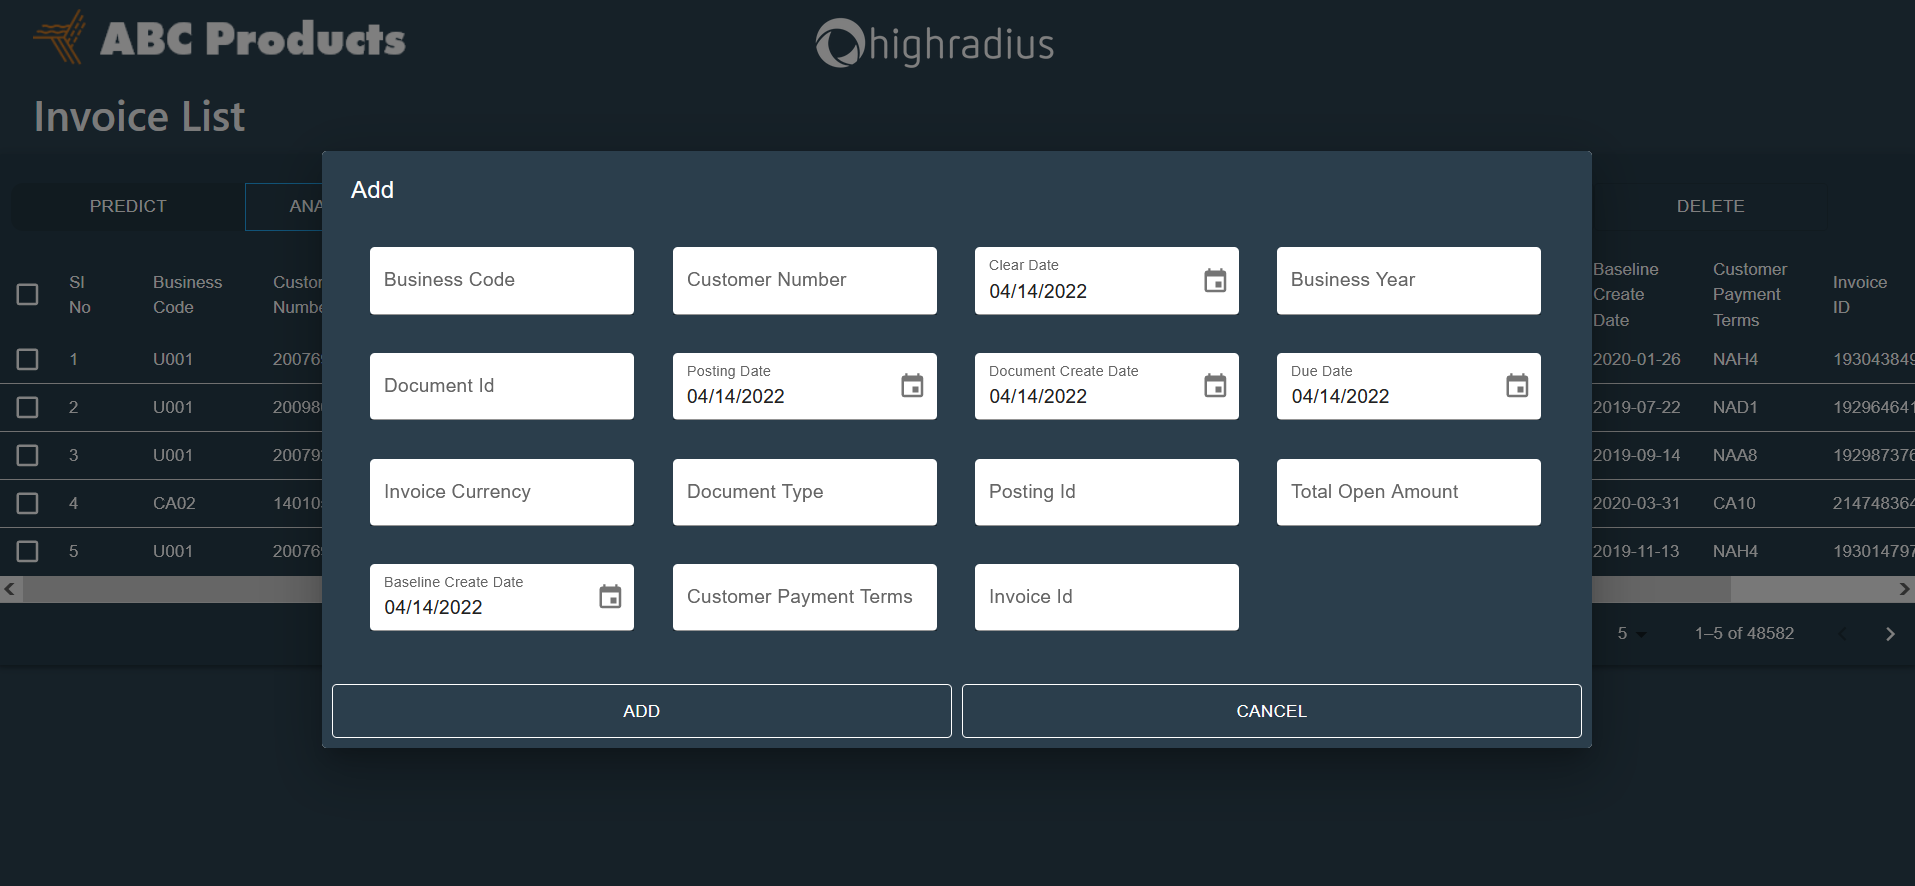 ABC Products
highradius
Invoice List
PREDICT
ANA
DELETE
Sl No
Business Code
Custor
Numbe
Baseline Create Date
Customer Payment Terms
Invoice ID
1 U001 20076 2020-01-26 NAH4 193043849
2 U001 20098 2019-07-22 NAD1 192964641
3 U001 20079 2019-09-14 NAA8 192987376
4 CA02 14010 2020-03-31 CA10 214748364
5 U001 20076 2019-11-13 NAH4 193014797
5 1–5 of 48582
Add
Business Code
Customer Number
Clear Date
04/14/2022
Business Year
Document Id
Posting Date
04/14/2022
Document Create Date
04/14/2022
Due Date
04/14/2022
Invoice Currency
Document Type
Posting Id
Total Open Amount
Baseline Create Date
04/14/2022
Customer Payment Terms
Invoice Id
ADD
CANCEL